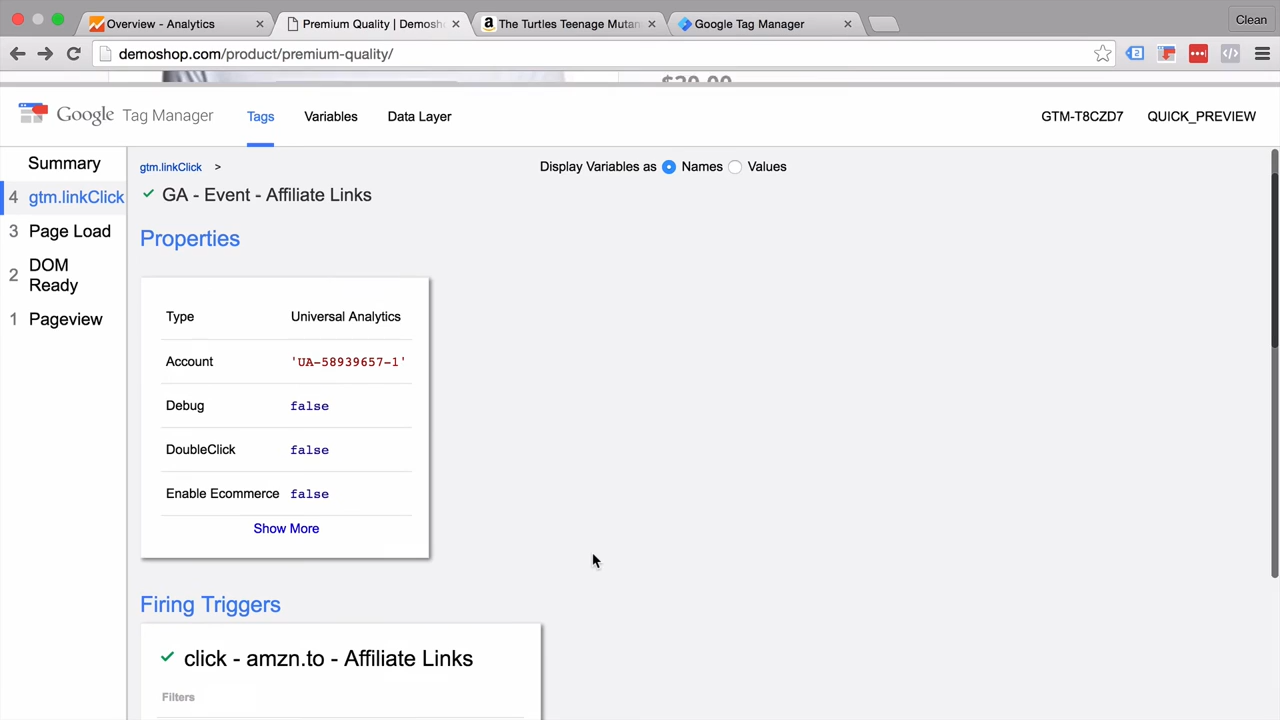 Overview - Analytics
Premium Quality | Demosh
The Turtles Teenage Mutan
Google Tag Manager
Clean
demoshop.com/product/premium-quality/
Google Tag Manager
Tags
Variables
Data Layer
GTM-T8CZD7
QUICK_PREVIEW
Summary
4 gtm.linkClick
3 Page Load
2 DOM
Ready
1 Pageview
gtm.linkClick >
Display Variables as Names Values
GA - Event - Affiliate Links
Properties
Type Universal Analytics
Account 'UA-58939657-1'
Debug false
DoubleClick false
Enable Ecommerce false
Show More
Firing Triggers
click - amzn.to - Affiliate Links
Filters